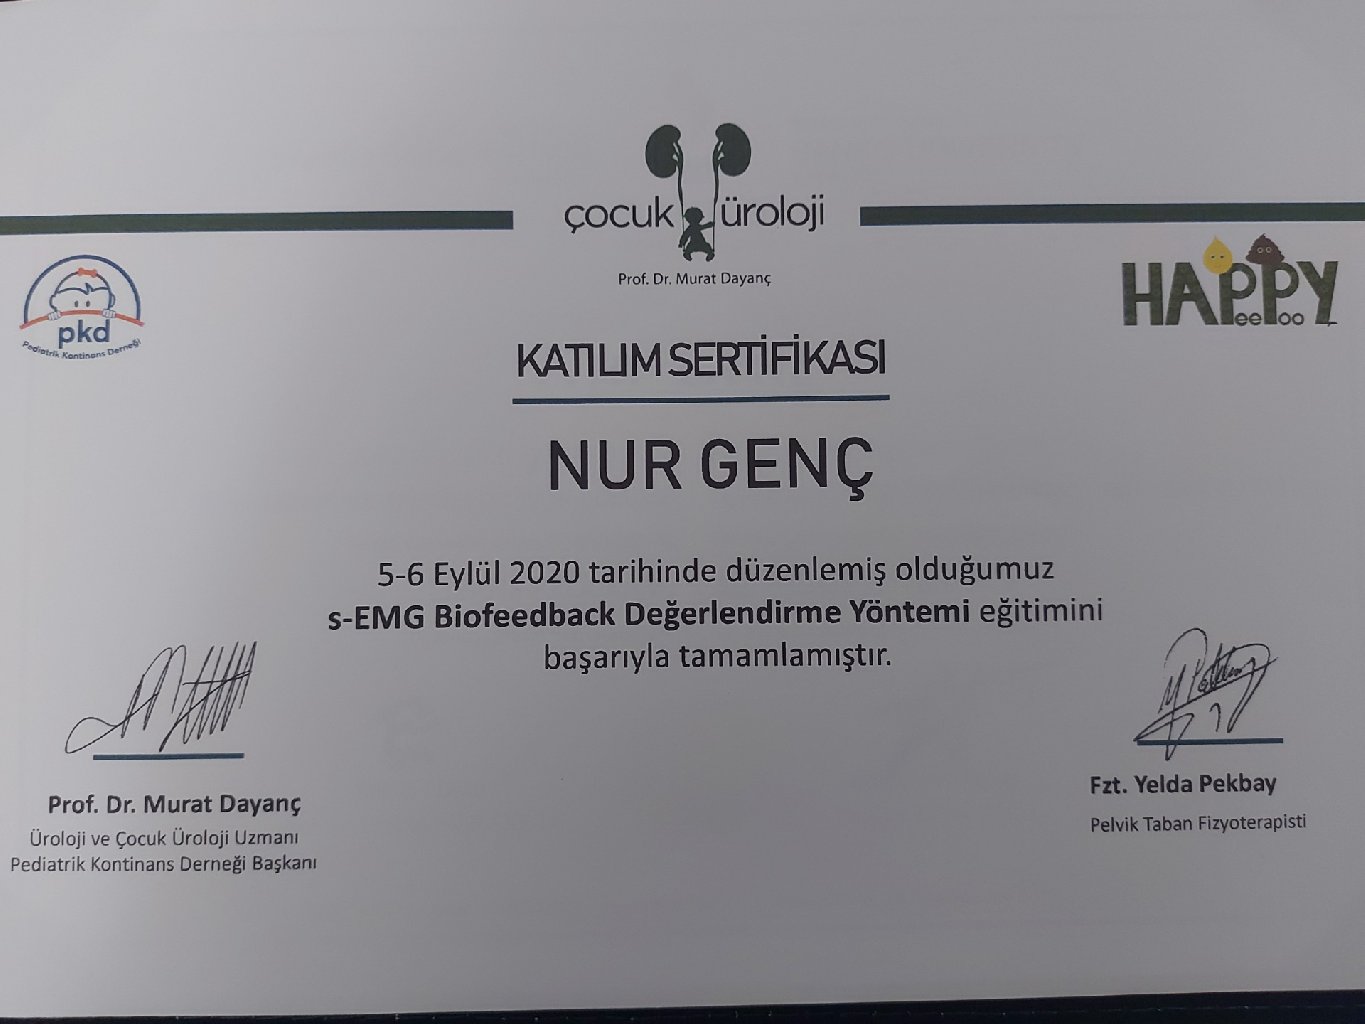 çocuk üroloji
Prof. Dr. Murat Dayanç
pkd
Pediatrik Kontinans Derneği
HAPPY
ee oo
KATILIM SERTİFİKASI
NUR GENÇ
5-6 Eylül 2020 tarihinde düzenlemiş olduğumuz
s-EMG Biofeedback Değerlendirme Yöntemi eğitimini
başarıyla tamamlamıştır.
Prof. Dr. Murat Dayanç
Üroloji ve Çocuk Üroloji Uzmanı
Pediatrik Kontinans Derneği Başkanı
Fzt. Yelda Pekbay
Pelvik Taban Fizyoterapisti